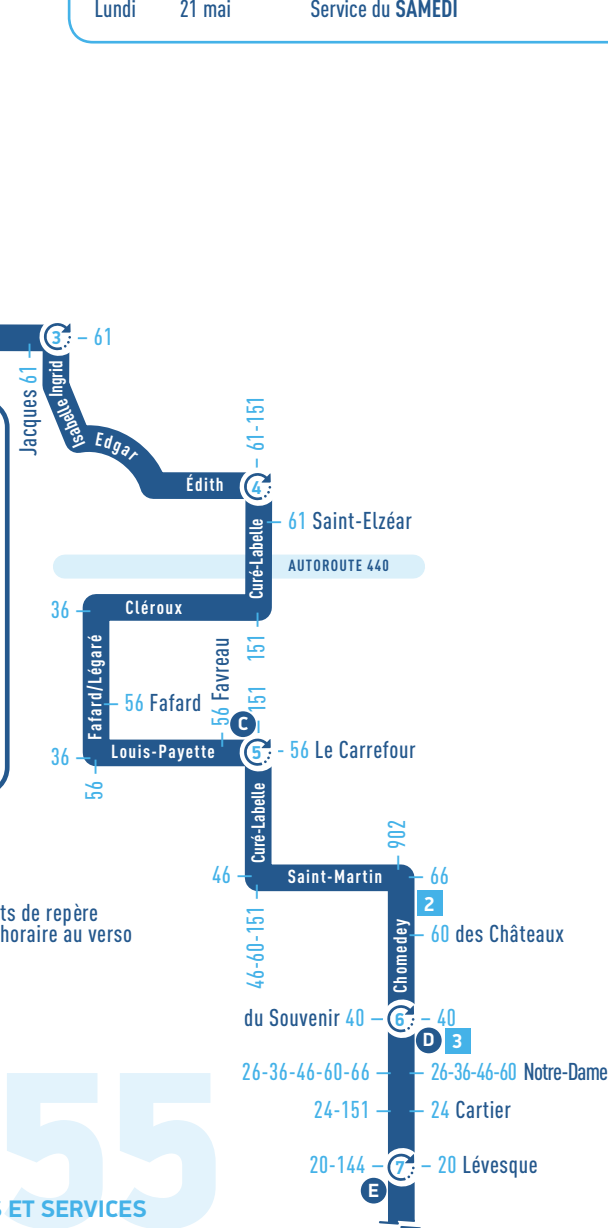 Lundi 21 mai Service du SAMEDI
3 – 61
Jacques 61
Ingrid
Isabelle
Edgar
61-151
Édith 4
61 Saint-Elzéar
Curé-Labelle
AUTOROUTE 440
36 Cléroux
151
Fafard/Légaré
56 Fafard
56 Favreau
151
C
36 Louis-Payette 5 - 56 Le Carrefour
56
Curé-Labelle
902
46 Saint-Martin 66
2
46-60-151
Chomedey
60 des Châteaux
ts de repère
horaire au verso
du Souvenir 40 – 6 – 40
D 3
26-36-46-60-66 – 26-36-46-60 Notre-Dame
24-151 – 24 Cartier
20-144 – 7 – 20 Lévesque
E
55
ET SERVICES